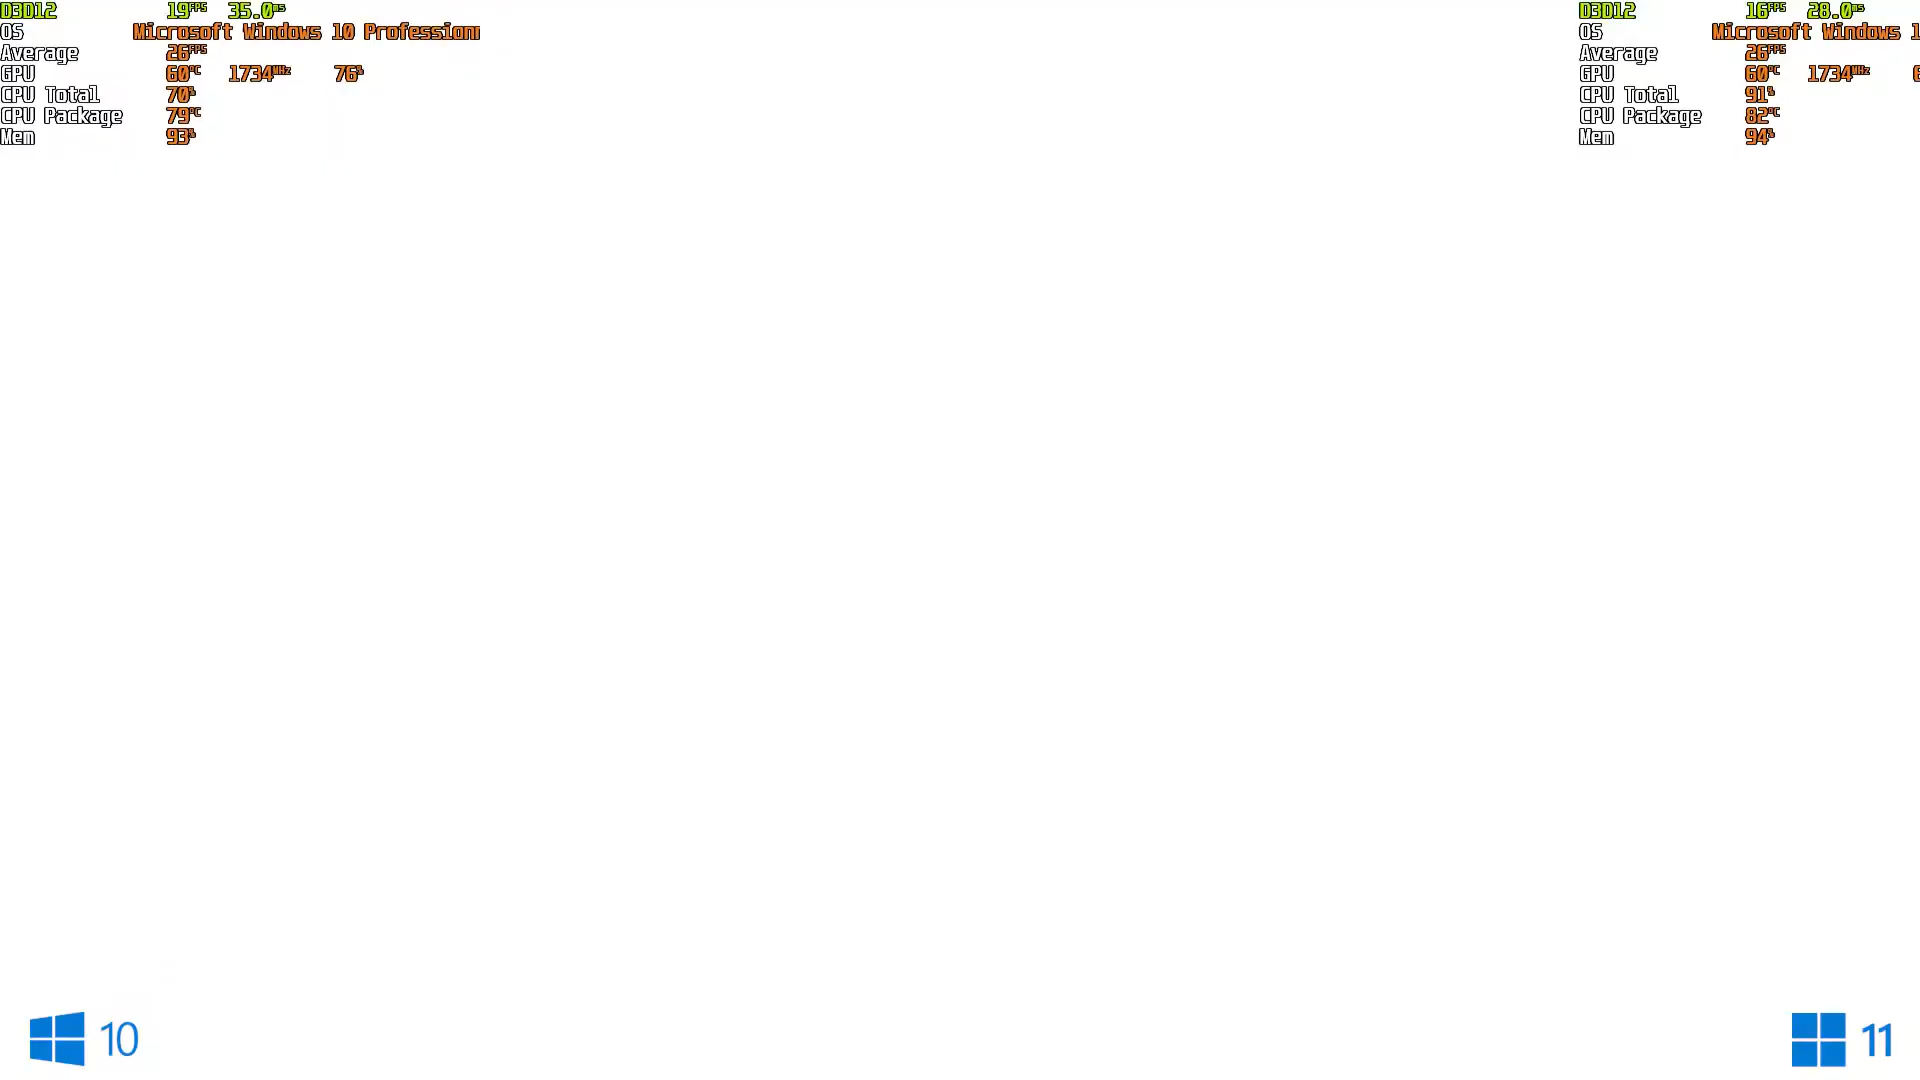 D3D12 19FPS 35.0ms
OS Microsoft Windows 10 Professionn
Average 26FPS
GPU 60°C 1734MHz 76%
CPU Total 70%
CPU Package 79°C
Mem 93%
D3D12 16FPS 28.0ms
OS Microsoft Windows 1
Average 26FPS
GPU 60°C 1734MHz
CPU Total 91%
CPU Package 82°C
Mem 94%
10
11